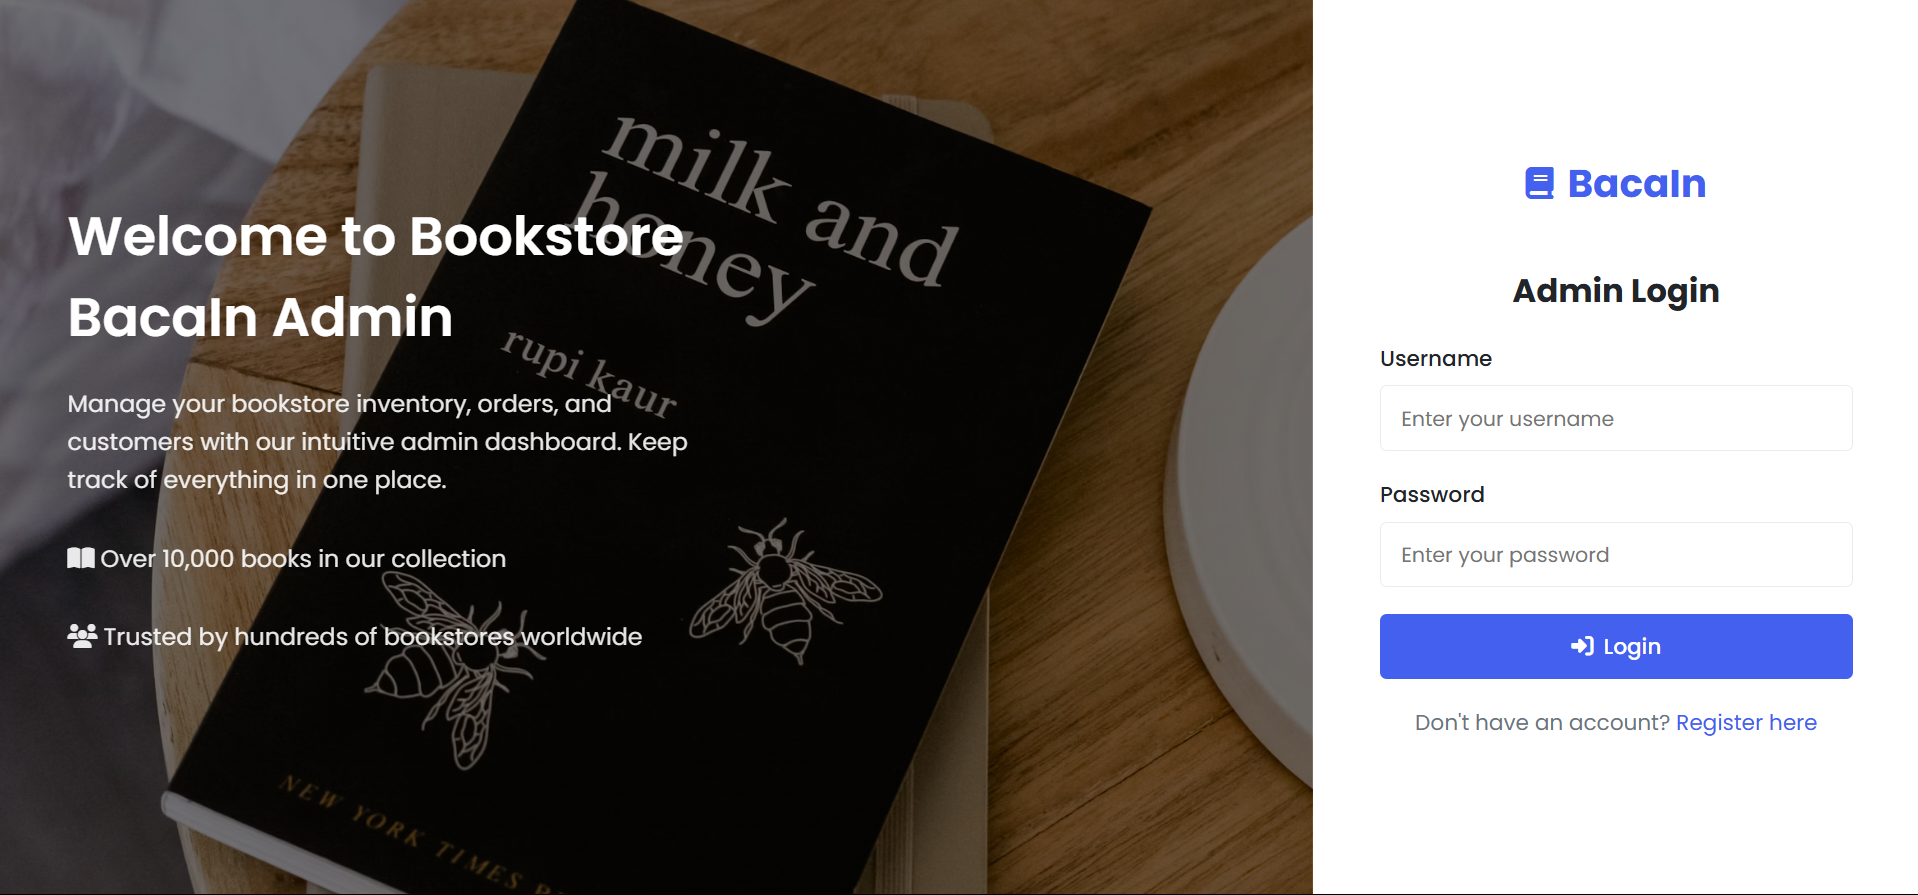 milk and
honey
rupi kaur
NEW YORK TIMES
Welcome to Bookstore
BacaIn Admin
Manage your bookstore inventory, orders, and
customers with our intuitive admin dashboard. Keep
track of everything in one place.
Over 10,000 books in our collection
Trusted by hundreds of bookstores worldwide
BacaIn
Admin Login
Username
Enter your username
Password
Enter your password
Login
Don't have an account? Register here